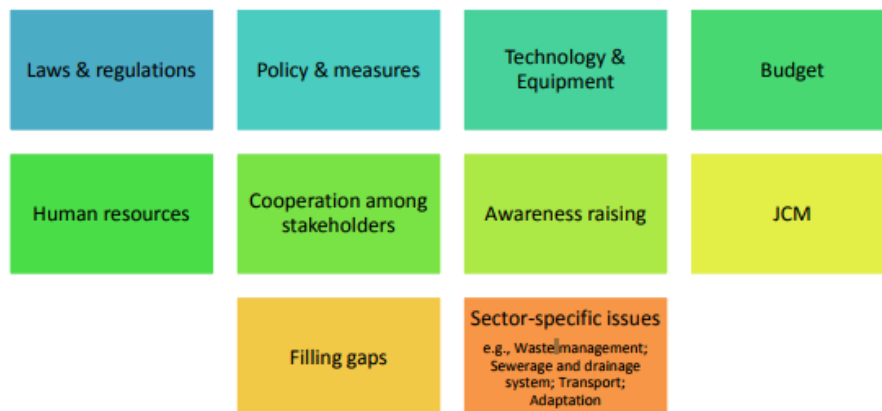 Laws & regulations
Policy & measures
Technology &
Equipment
Budget
Human resources
Cooperation among
stakeholders
Awareness raising
JCM
Filling gaps
Sector-specific issues
e.g., Waste management;
Sewerage and drainage
system; Transport;
Adaptation